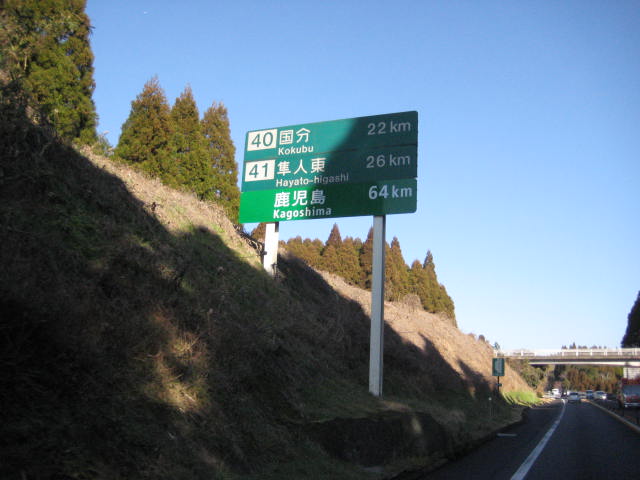 40 国分 22 km
Kokubu
41 隼人東 26 km
Hayato-higashi
鹿児島 64 km
Kagoshima